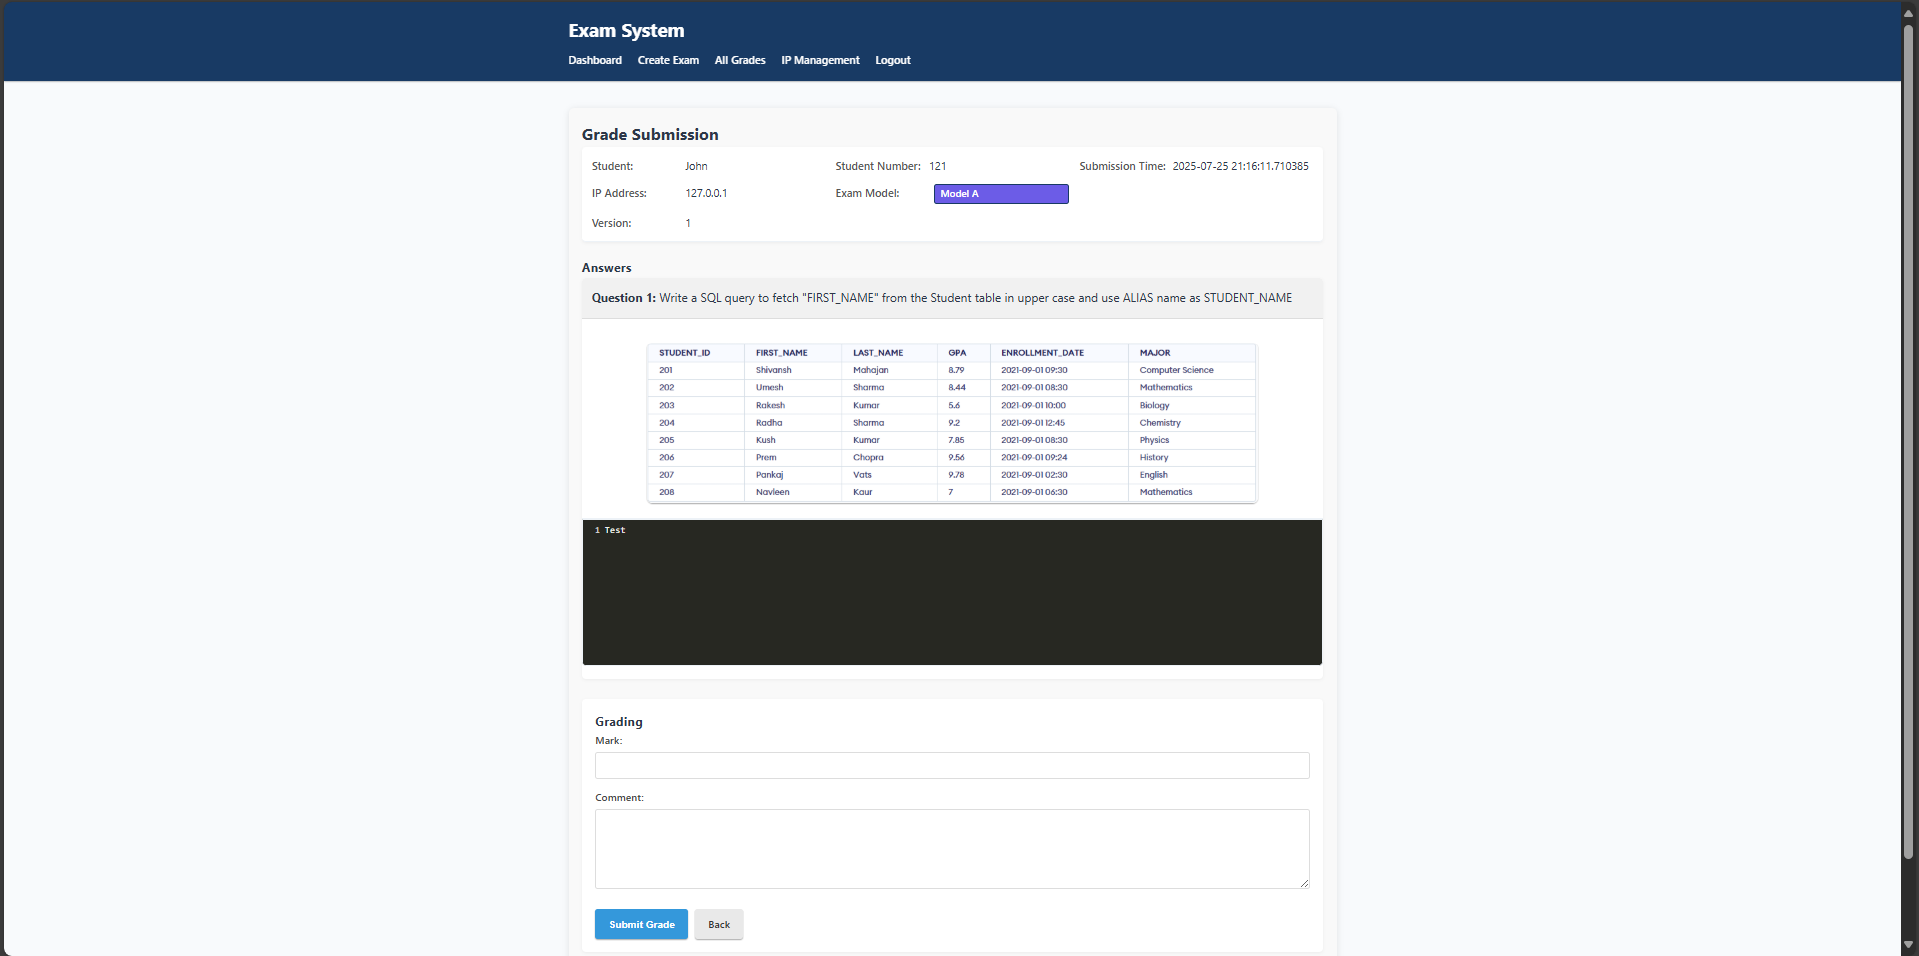 Exam System
Dashboard Create Exam All Grades IP Management Logout
Grade Submission
Student: John Student Number: 121 Submission Time: 2025-07-25 21:16:11.710385
IP Address: 127.0.0.1 Exam Model: Model A
Version: 1
Answers
Question 1: Write a SQL query to fetch "FIRST_NAME" from the Student table in upper case and use ALIAS name as STUDENT_NAME
STUDENT_ID FIRST_NAME LAST_NAME GPA ENROLLMENT_DATE MAJOR
201 Shivansh Mahajan 8.79 2021-09-01 09:30 Computer Science
202 Umesh Sharma 8.44 2021-09-01 08:30 Mathematics
203 Rakesh Kumar 5.6 2021-09-01 10:00 Biology
204 Radha Sharma 9.2 2021-09-01 12:45 Chemistry
205 Kush Kumar 7.85 2021-09-01 08:30 Physics
206 Prem Chopra 9.56 2021-09-01 09:24 History
207 Pankaj Vats 9.78 2021-09-01 02:30 English
208 Navleen Kaur 7 2021-09-01 06:30 Mathematics
1 Test
Grading
Mark:
Comment:
Submit Grade Back